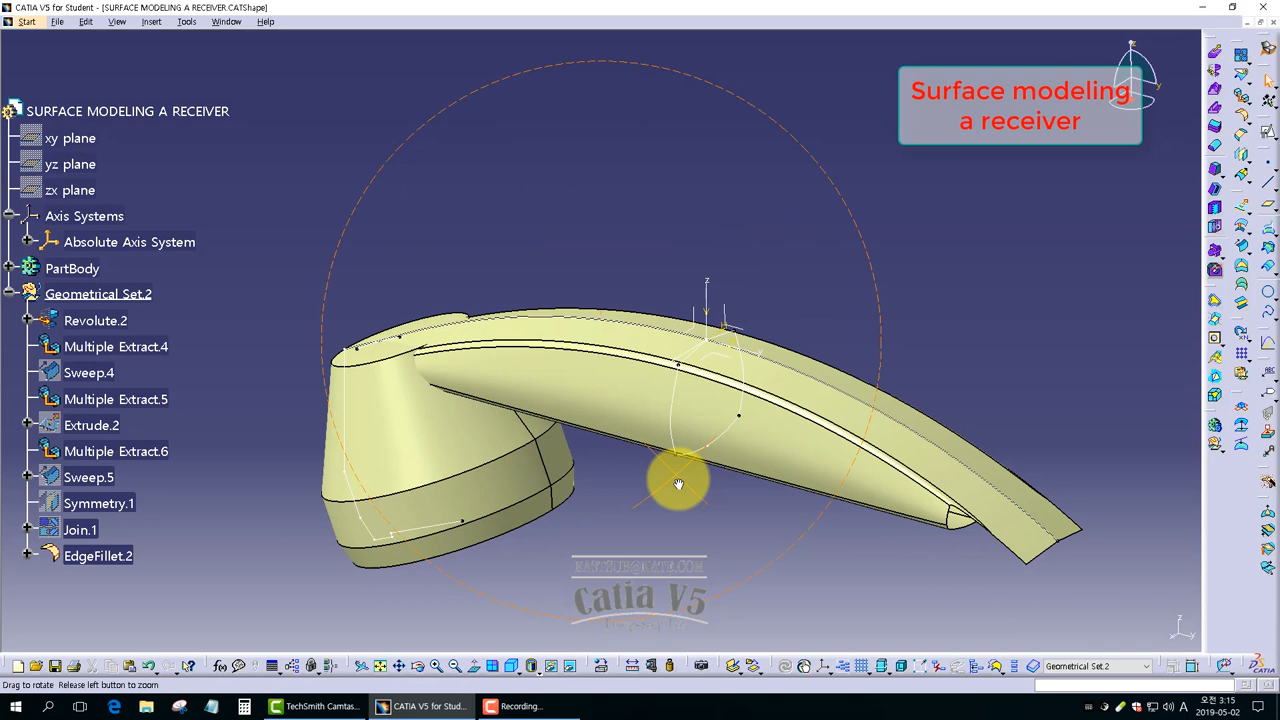 CATIA V5 for Student - [SURFACE MODELING A RECEIVER.CATShape]
Start File Edit View Insert Tools Window Help
Surface modeling
a receiver
SURFACE MODELING A RECEIVER
xy plane
yz plane
zx plane
Axis Systems
Absolute Axis System
PartBody
Geometrical Set.2
Revolute.2
Multiple Extract.4
Sweep.4
Multiple Extract.5
Extrude.2
Multiple Extract.6
Sweep.5
Symmetry.1
Join.1
EdgeFillet.2
z
Catia V5
z
y
Geometrical Set.2
Drag to rotate Release left button to zoom
TechSmith Camtas...
CATIA V5 for Stud...
Recording...
오전 3:15
2019-05-02